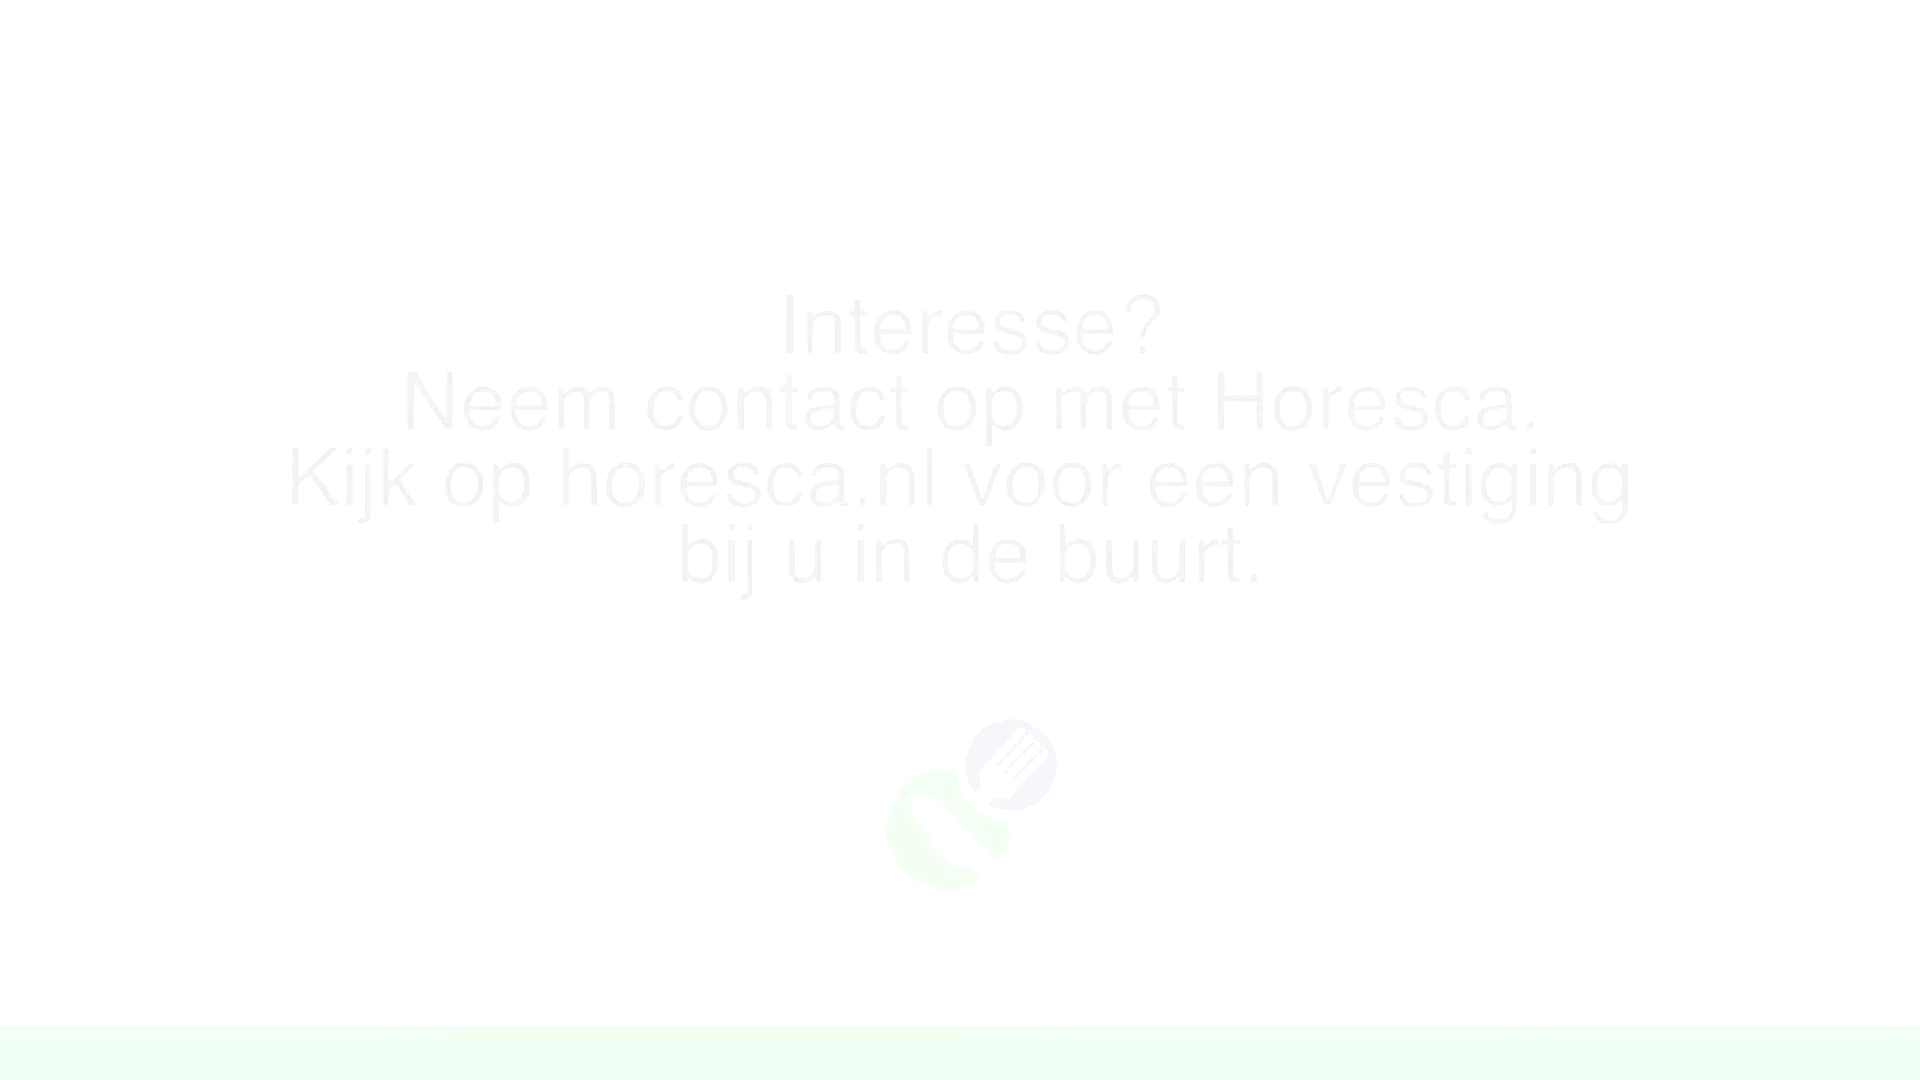 Interesse?
Neem contact op met Horesca.
Kijk op horesca.nl voor een vestiging
bij u in de buurt.